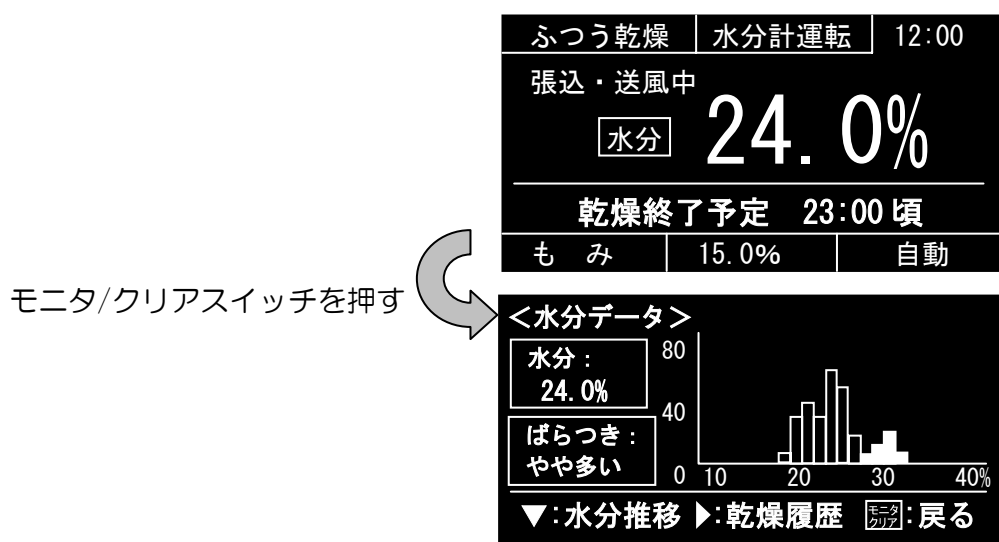 ふつう乾燥 水分計運転 12:00
張込・送風中
水分 24.0%
乾燥終了予定 23:00頃
もみ 15.0% 自動
モニタ/クリアスイッチを押す
<水分データ>
水分:
24.0%
ばらつき:
やや多い
80
40
0
10 20 30 40%
▼:水分推移 ▶:乾燥履歴 モニタクリア:戻る